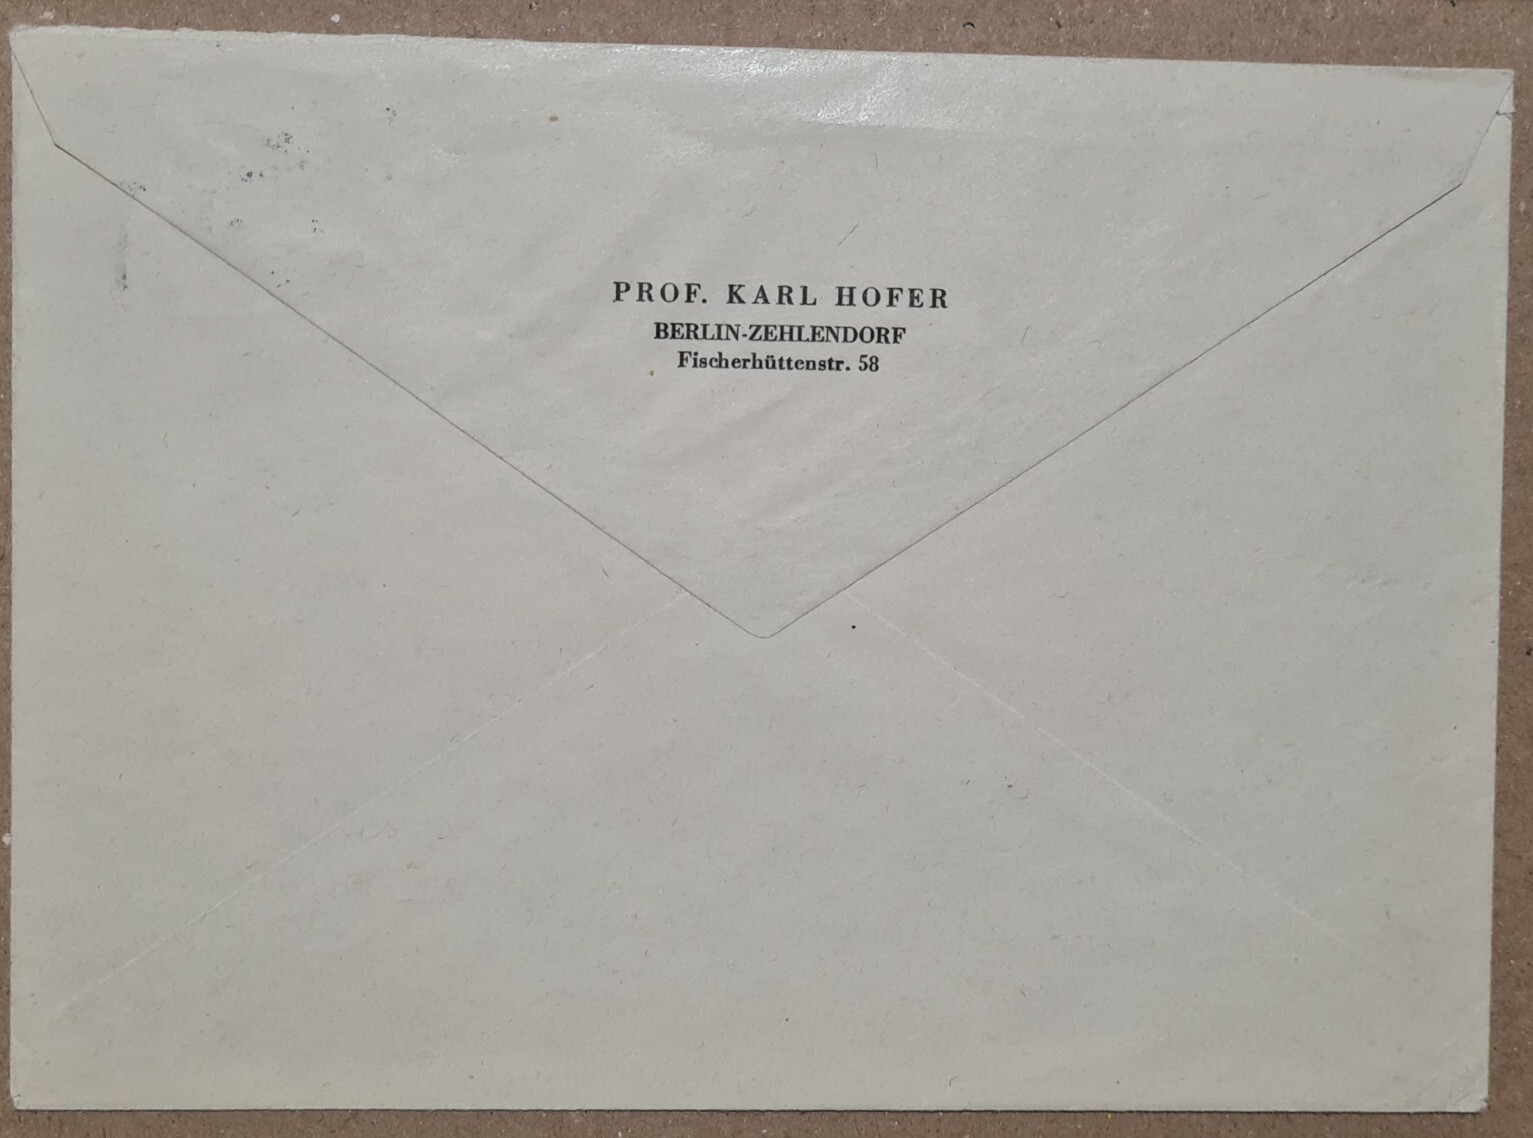 PROF. KARL HOFER
BERLIN-ZEHLENDORF
Fischerhüttenstr. 58